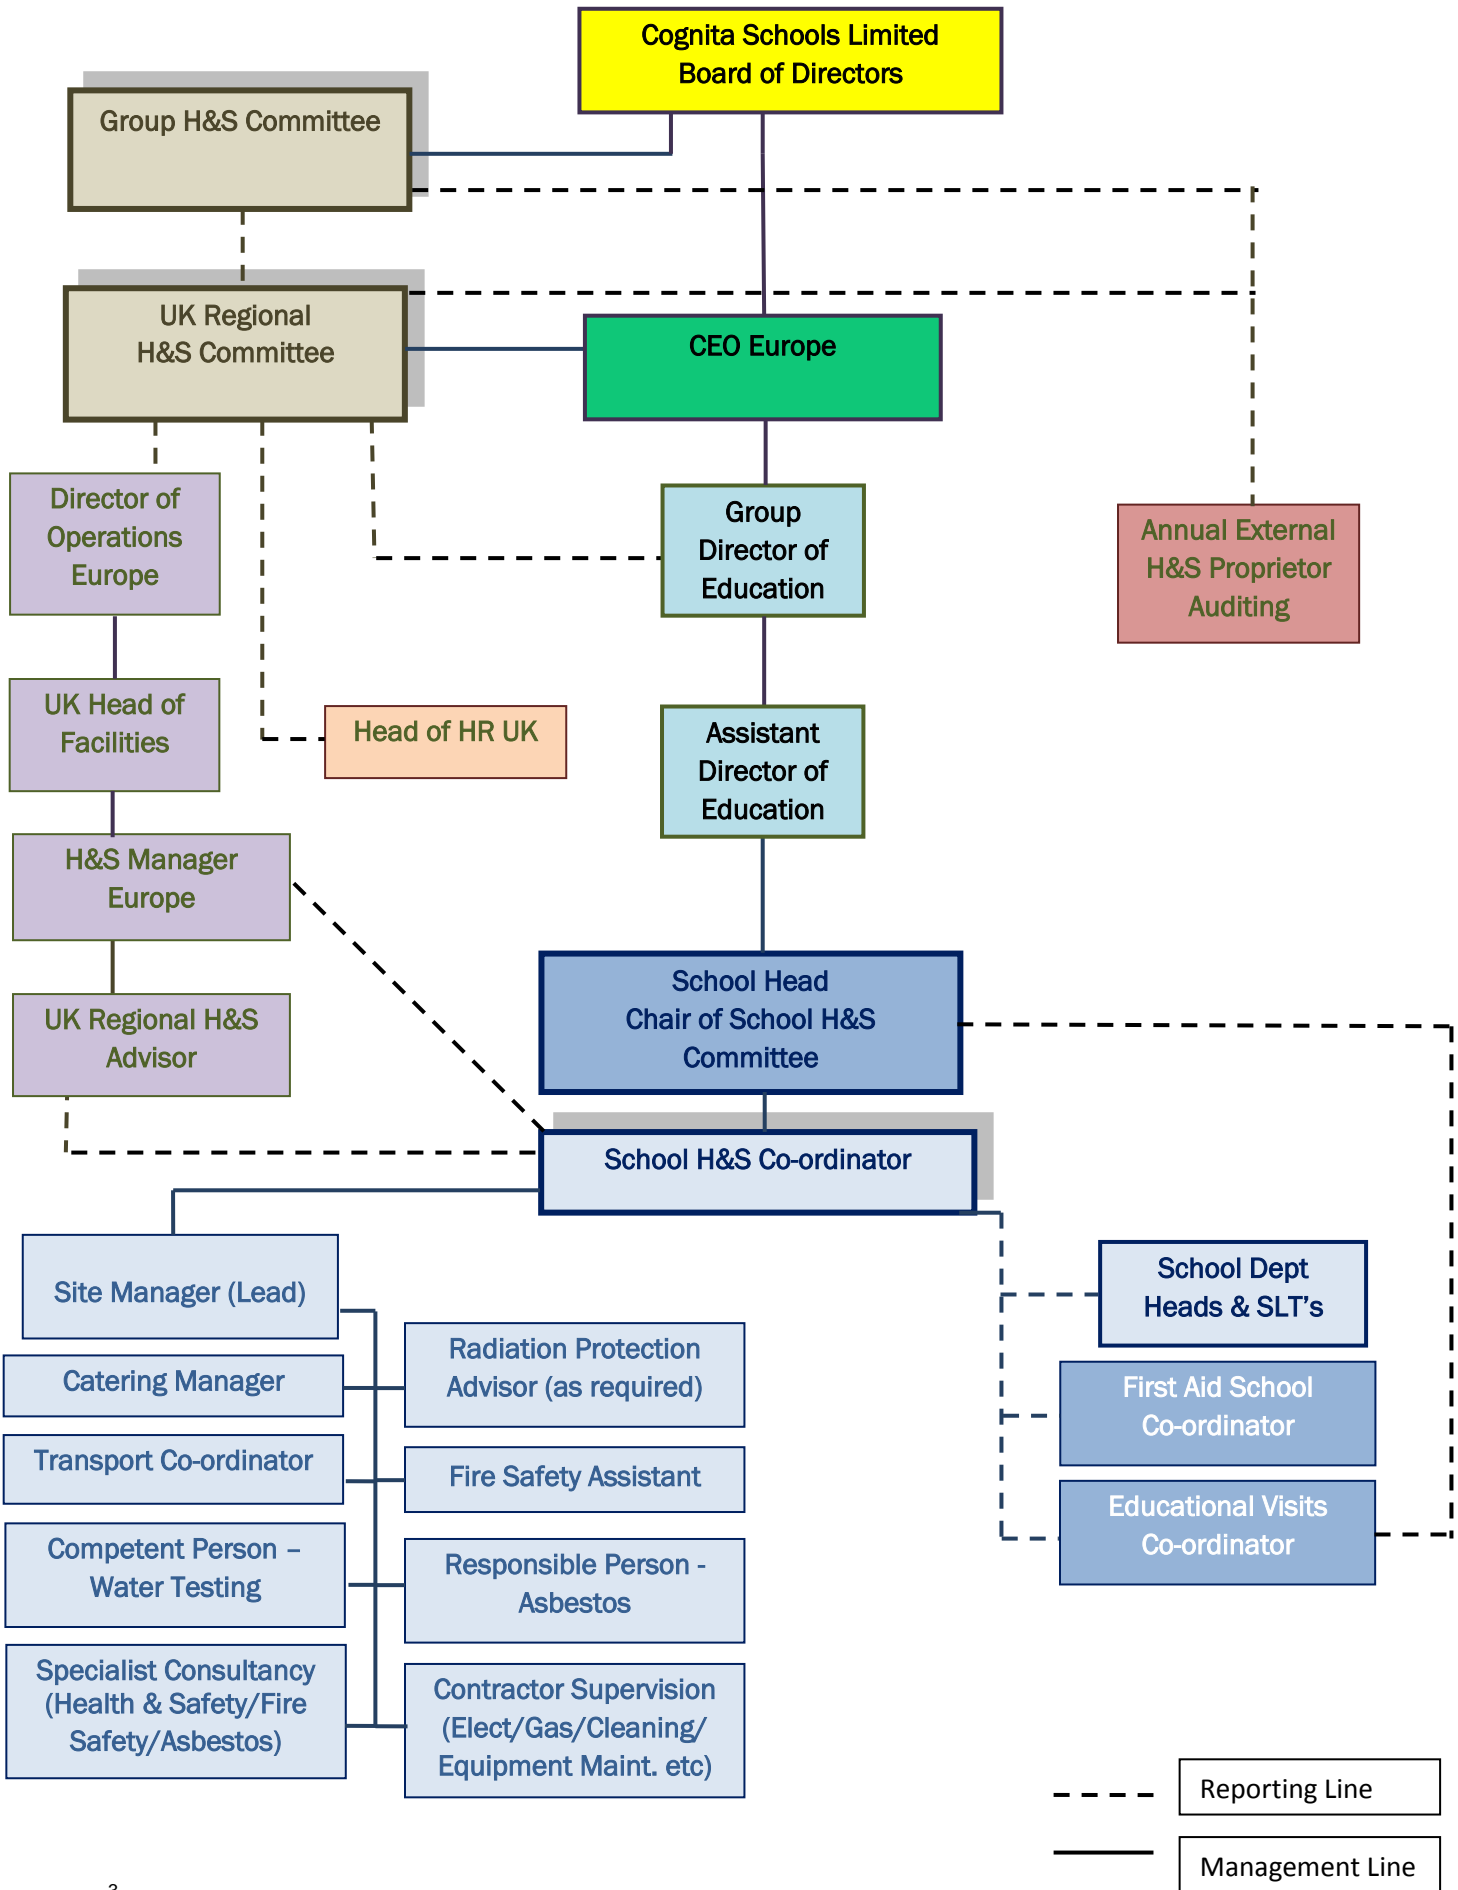 Cognita Schools Limited
Board of Directors
Group H&S Committee
UK Regional
H&S Committee
CEO Europe
Director of
Operations
Europe
Group
Director of
Education
Annual External
H&S Proprietor
Auditing
UK Head of
Facilities
Head of HR UK
Assistant
Director of
Education
H&S Manager
Europe
School Head
Chair of School H&S
Committee
UK Regional H&S
Advisor
School H&S Co-ordinator
Site Manager (Lead)
School Dept
Heads & SLT’s
Radiation Protection
Advisor (as required)
Catering Manager
First Aid School
Co-ordinator
Transport Co-ordinator
Fire Safety Assistant
Educational Visits
Co-ordinator
Competent Person –
Water Testing
Responsible Person -
Asbestos
Specialist Consultancy
(Health & Safety/Fire
Safety/Asbestos)
Contractor Supervision
(Elect/Gas/Cleaning/
Equipment Maint. etc)
Reporting Line
Management Line
3